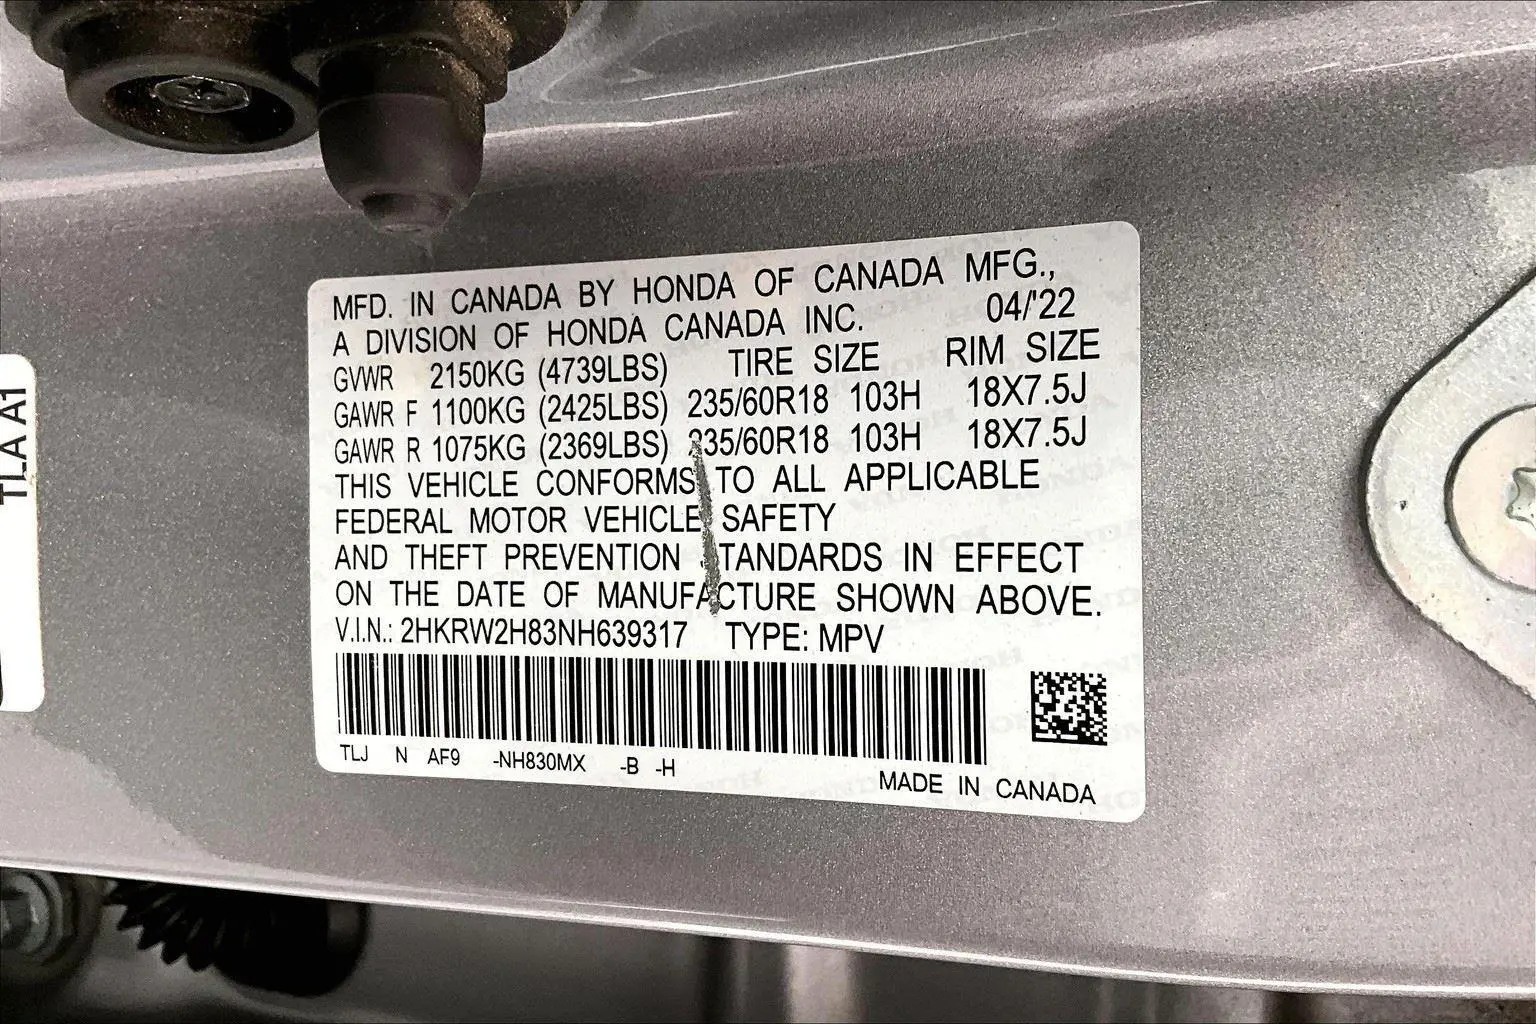 MFD. IN CANADA BY HONDA OF CANADA MFG.,
A DIVISION OF HONDA CANADA INC. 04/'22
GVWR 2150KG (4739LBS) TIRE SIZE RIM SIZE
GAWR F 1100KG (2425LBS) 235/60R18 103H 18X7.5J
GAWR R 1075KG (2369LBS) 235/60R18 103H 18X7.5J
THIS VEHICLE CONFORMS TO ALL APPLICABLE
FEDERAL MOTOR VEHICLE SAFETY
AND THEFT PREVENTION STANDARDS IN EFFECT
ON THE DATE OF MANUFACTURE SHOWN ABOVE.
V.I.N.: 2HKRW2H83NH639317 TYPE: MPV
TLJ N AF9 -NH830MX -B -H
MADE IN CANADA
TLA A1